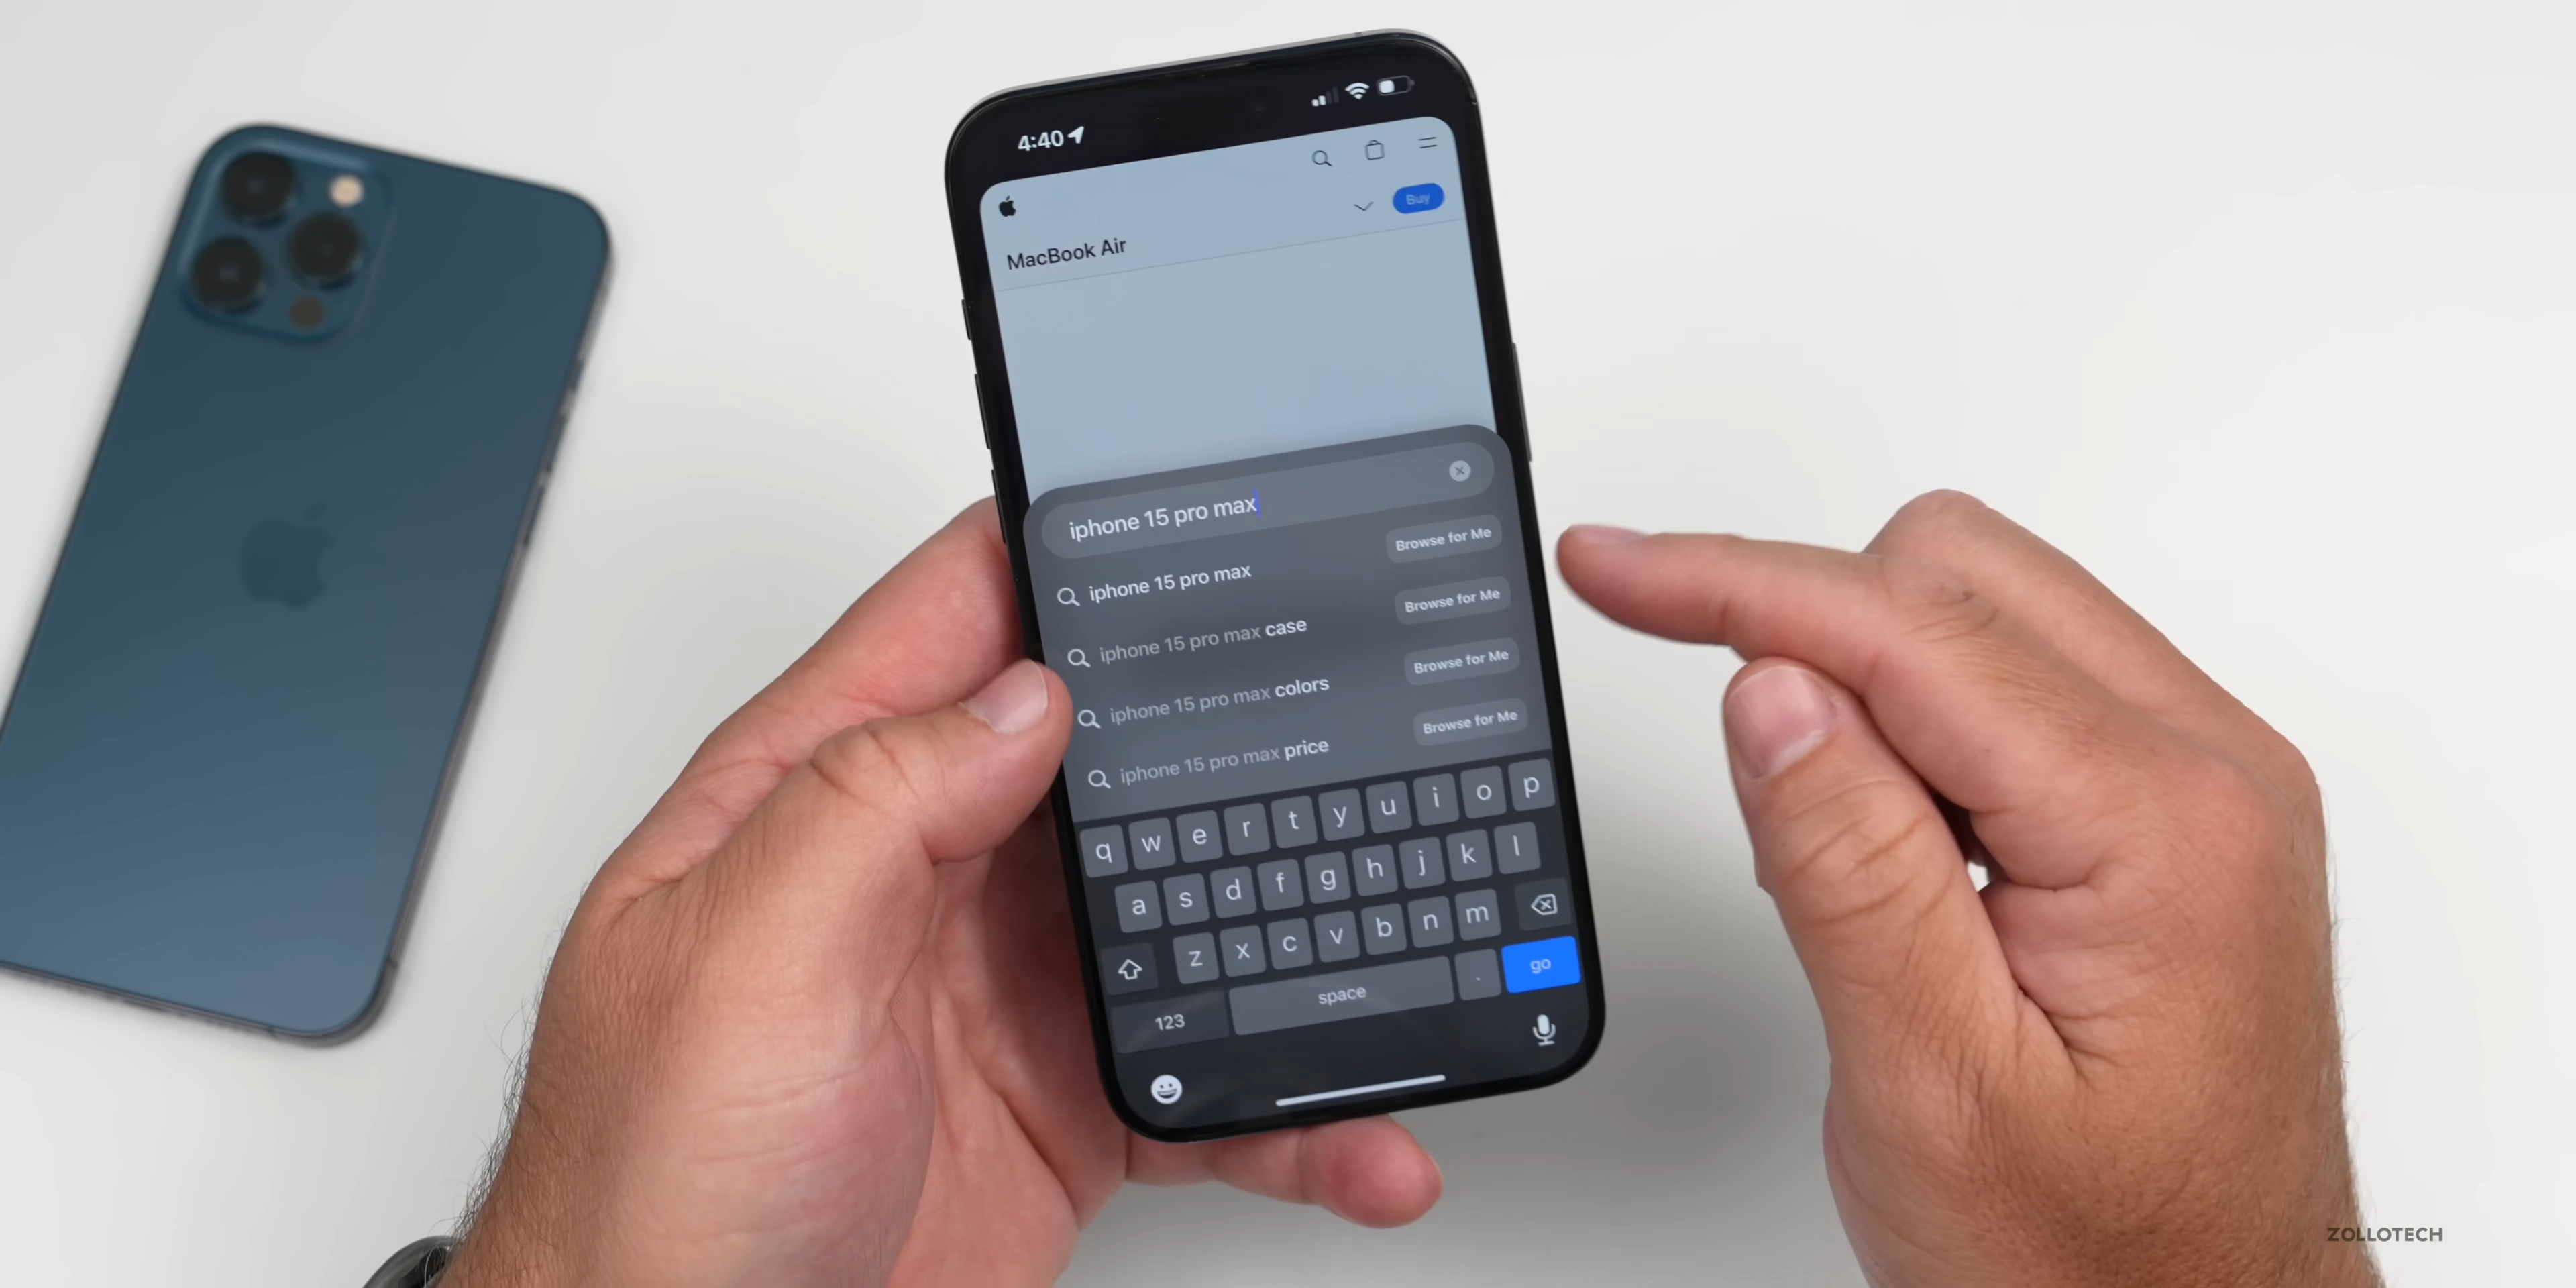 4:40
Buy
MacBook Air
iphone 15 pro max
iphone 15 pro max Browse for Me
iphone 15 pro max case Browse for Me
iphone 15 pro max colors Browse for Me
iphone 15 pro max price Browse for Me
q w e r t y u i o p
a s d f g h j k l
z x c v b n m
123 space . go
ZOLLOTECH